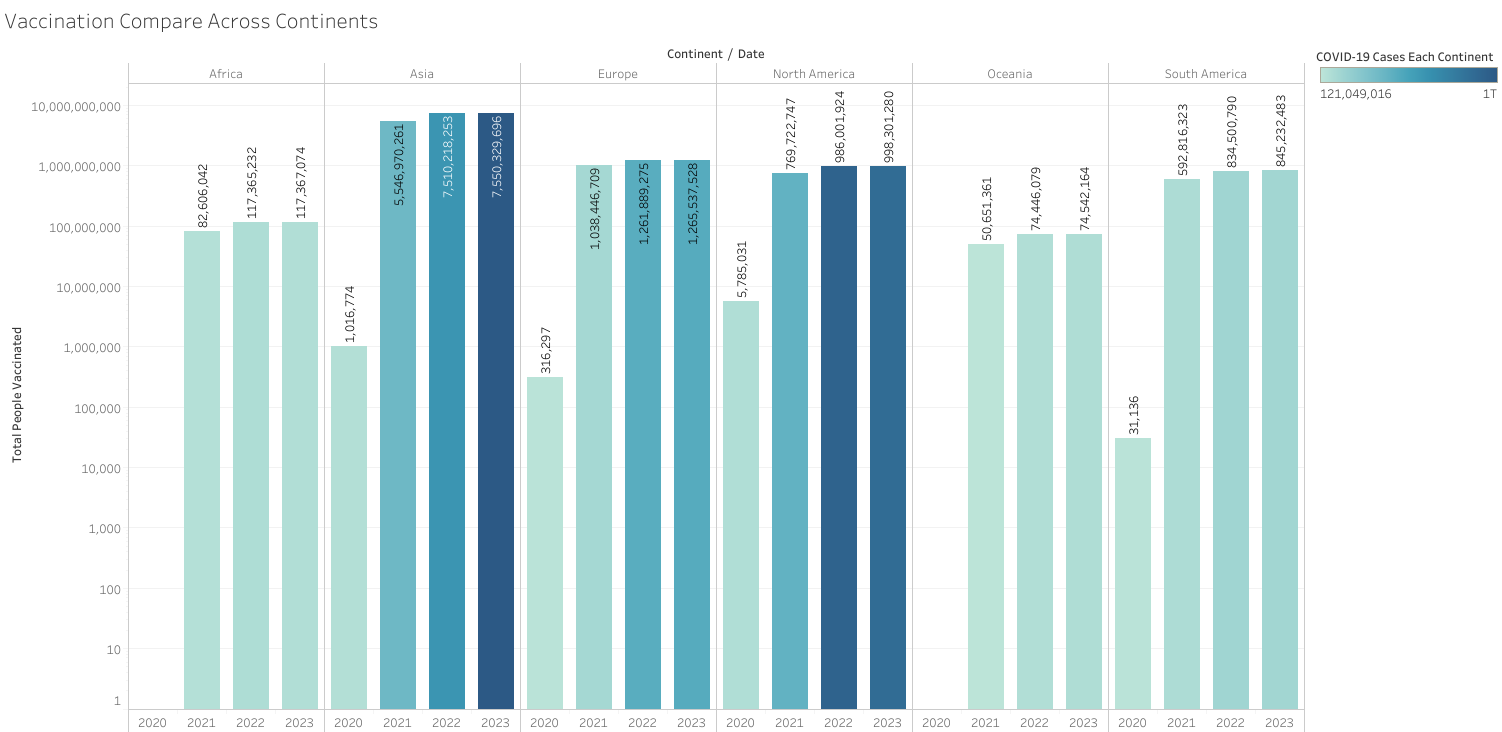 Vaccination Compare Across Continents
Continent / Date
Africa
Asia
Europe
North America
Oceania
South America
COVID-19 Cases Each Continent
121,049,016
1T
Total People Vaccinated
10,000,000,000
1,000,000,000
100,000,000
10,000,000
1,000,000
100,000
10,000
1,000
100
10
1
82,606,042
117,365,232
117,367,074
1,016,774
5,546,970,261
7,510,218,253
7,550,329,696
316,297
1,038,446,709
1,261,889,275
1,265,537,528
5,785,031
769,722,747
986,001,924
998,301,280
50,651,361
74,446,079
74,542,164
31,136
592,816,323
834,500,790
845,232,483
2020 2021 2022 2023 2020 2021 2022 2023 2020 2021 2022 2023 2020 2021 2022 2023 2020 2021 2022 2023 2020 2021 2022 2023